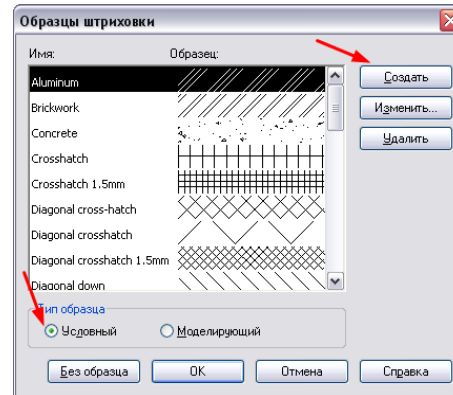 Образцы штриховки
Имя: Образец:
Aluminum
Brickwork
Concrete
Crosshatch
Crosshatch 1.5mm
Diagonal cross-hatch
Diagonal crosshatch
Diagonal crosshatch 1.5mm
Diagonal down
Создать
Изменить...
Удалить
Тип образца
Условный Моделирующий
Без образца OK Отмена Справка